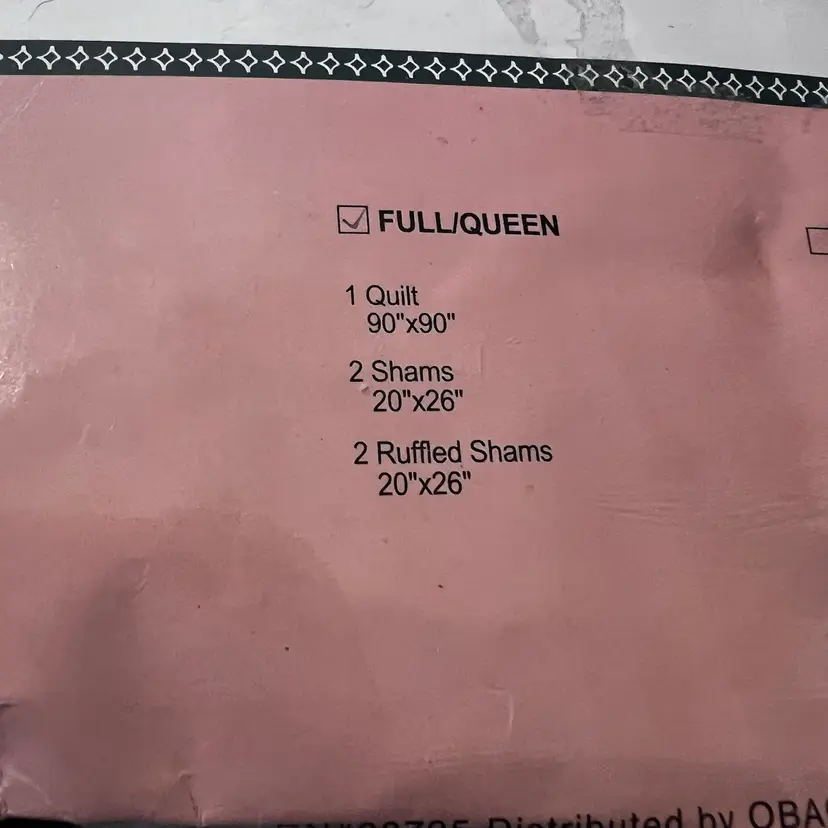 FULL/QUEEN
1 Quilt
90"x90"
2 Shams
20"x26"
2 Ruffled Shams
20"x26"
Distributed by